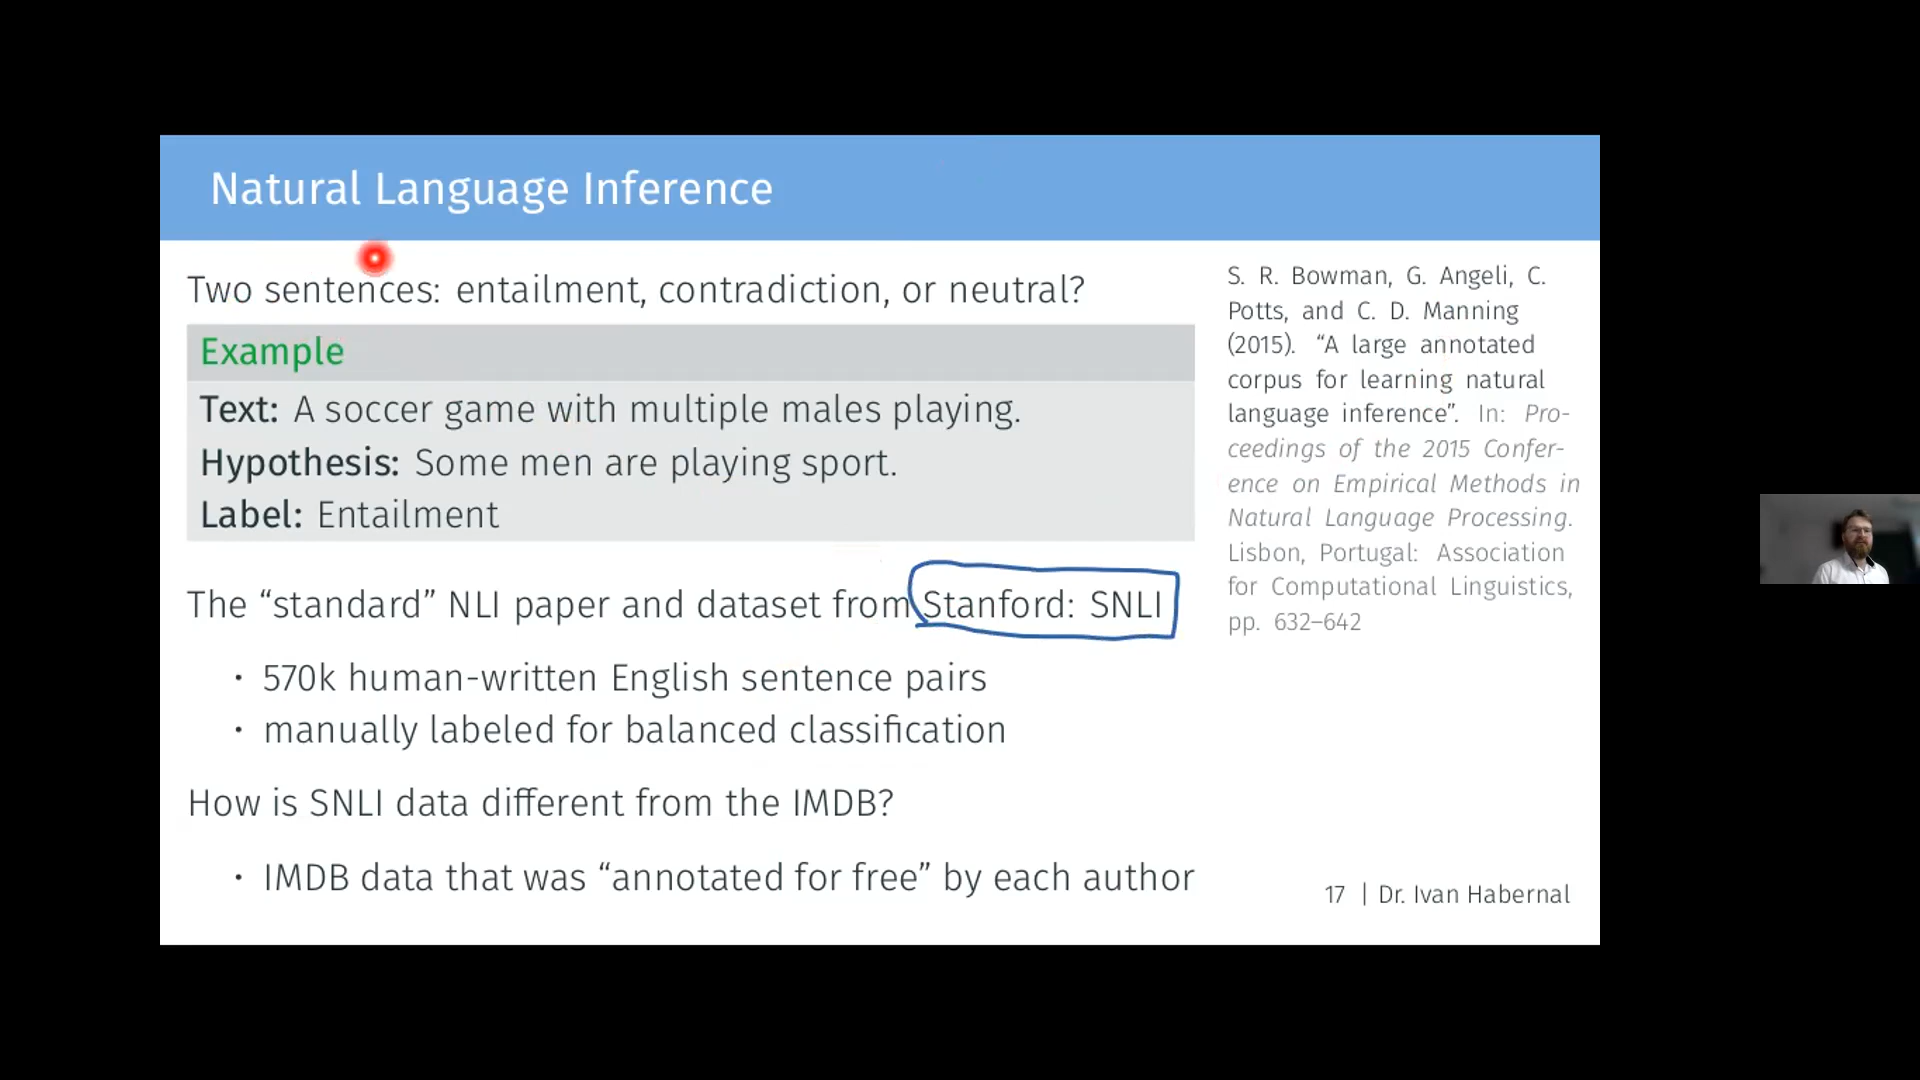 Natural Language Inference
Two sentences: entailment, contradiction, or neutral?
Example
Text: A soccer game with multiple males playing.
Hypothesis: Some men are playing sport.
Label: Entailment
The “standard” NLI paper and dataset from Stanford: SNLI
• 570k human-written English sentence pairs
• manually labeled for balanced classification
How is SNLI data different from the IMDB?
• IMDB data that was “annotated for free” by each author
S. R. Bowman, G. Angeli, C.
Potts, and C. D. Manning
(2015). “A large annotated
corpus for learning natural
language inference”. In: Pro-
ceedings of the 2015 Confer-
ence on Empirical Methods in
Natural Language Processing.
Lisbon, Portugal: Association
for Computational Linguistics,
pp. 632–642
17 | Dr. Ivan Habernal